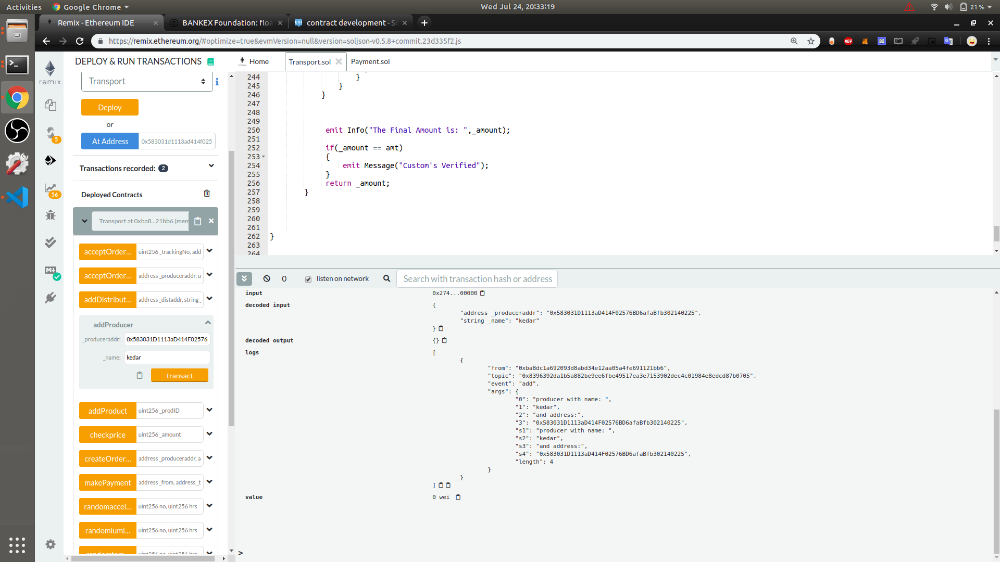 Activities
Google Chrome
Wed Jul 24, 20:33:19
21 %
Remix - Ethereum IDE
BANKEX Foundation: floa
contract development - So
https://remix.ethereum.org/#optimize=true&evmVersion=null&version=soljson-v0.5.8+commit.23d335f2.js
ABP
remix
5
56
DEPLOY & RUN TRANSACTIONS
Transport
Deploy
or
At Address
0x583031d1113ad414f025
Transactions recorded: 2
Deployed Contracts
Transport at 0xba8...21bb6 (mem
acceptOrder... uint256 _trackingNo, add
acceptOrder... address _produceraddr, u
addDistribut... address _distaddr, string _
addProducer
_produceraddr: 0x583031D1113aD414F02576
_name: kedar
transact
addProduct uint256 _prodID
checkprice uint256 _amount
createOrder... address _produceraddr, a
makePayment address _from, address _t
randomaccel... uint256 no, uint256 hrs
randomlumi... uint256 no, uint256 hrs
randomtem... uint256 no, uint256 hrs
Home
Transport.sol
Payment.sol
244 }
245 }
246 }
247
248
249
250 emit Info("The Final Amount is: ",_amount);
251
252 if(_amount == amt)
253 {
254 emit Message("Custom's Verified");
255 }
256 return _amount;
257 }
258
259
260
261
262 }
263
264
0
listen on network
Search with transaction hash or address
input 0x274...00000
decoded input {
"address _produceraddr": "0x583031D1113aD414F02576BD6afaBfb302140225",
"string _name": "kedar"
}
decoded output {}
logs [
{
"from": "0xba8dc1a692093d8abd34e12aa05a4fe691121bb6",
"topic": "0x8396392da1b5a882be9ee6fbe49517ea3e7153902dec4c01984e8edcd87b0705",
"event": "add",
"args": {
"0": "producer with name: ",
"1": "kedar",
"2": "and address:",
"3": "0x583031D1113aD414F02576BD6afaBfb302140225",
"s1": "producer with name: ",
"s2": "kedar",
"s3": "and address:",
"s4": "0x583031D1113aD414F02576BD6afaBfb302140225",
"length": 4
}
}
]
value 0 wei
>